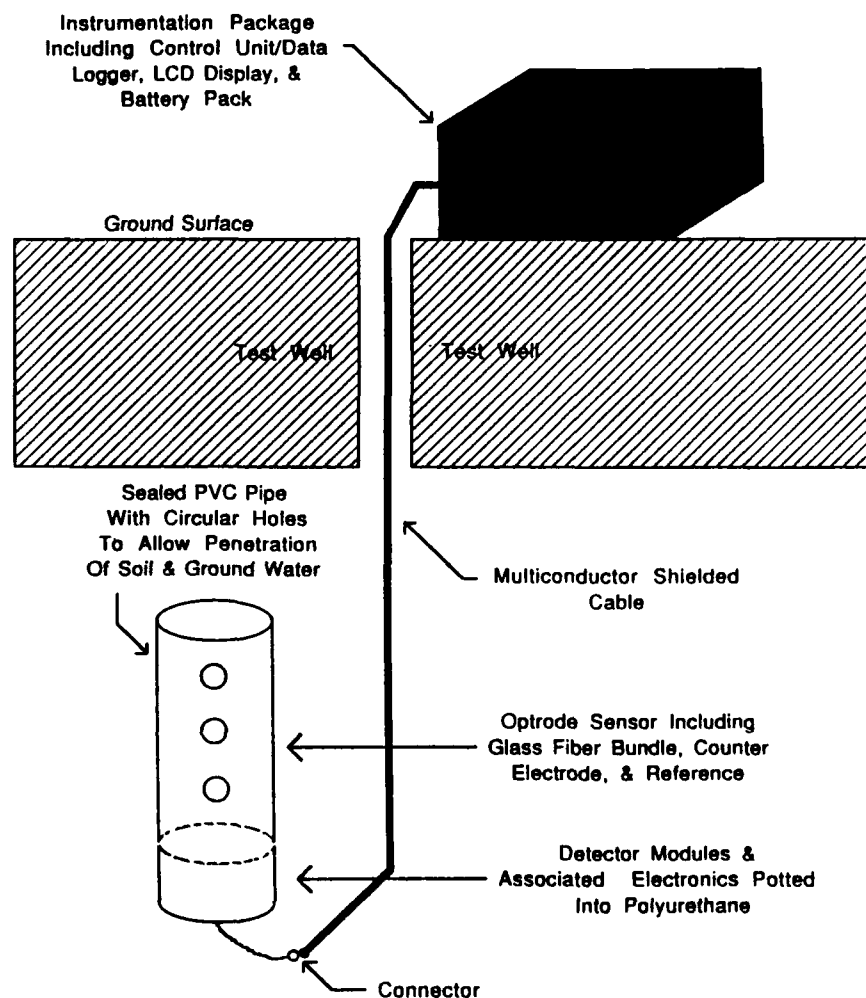 Instrumentation Package
Including Control Unit/Data
Logger, LCD Display, &
Battery Pack
Ground Surface
Test Well
Test Well
Sealed PVC Pipe
With Circular Holes
To Allow Penetration
Of Soil & Ground Water
Multiconductor Shielded
Cable
Optrode Sensor Including
Glass Fiber Bundle, Counter
Electrode, & Reference
Detector Modules &
Associated Electronics Potted
Into Polyurethane
Connector